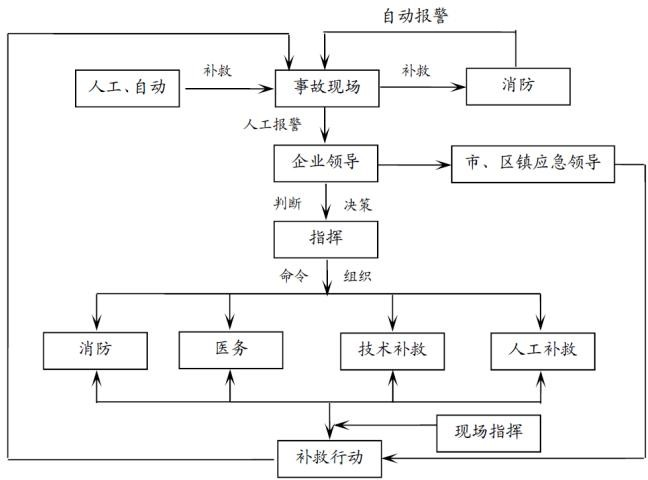 自动报警
人工、自动
补救
事故现场
补救
消防
人工报警
企业领导
市、区镇应急领导
判断
决策
指挥
命令
组织
消防
医务
技术补救
人工补救
现场指挥
补救行动